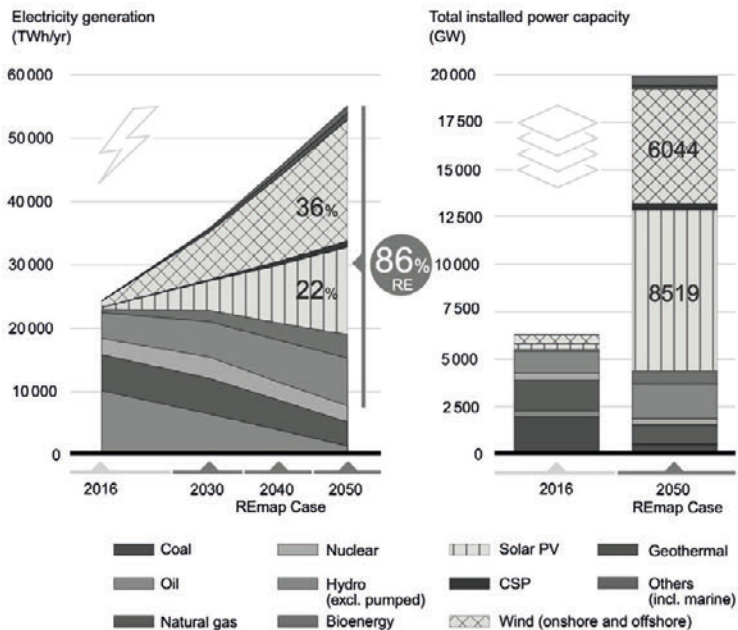 Electricity generation
(TWh/yr)
60 000
50 000
40 000
30 000
20 000
10 000
0
36%
22%
86%
RE
2016
2030
2040
2050
REmap Case
Total installed power capacity
(GW)
20 000
17 500
15 000
12 500
10 000
7 500
5 000
2 500
0
6044
8519
2016
2050
REmap Case
Coal
Nuclear
Solar PV
Geothermal
Oil
Hydro
(excl. pumped)
CSP
Others
(incl. marine)
Natural gas
Bioenergy
Wind (onshore and offshore)